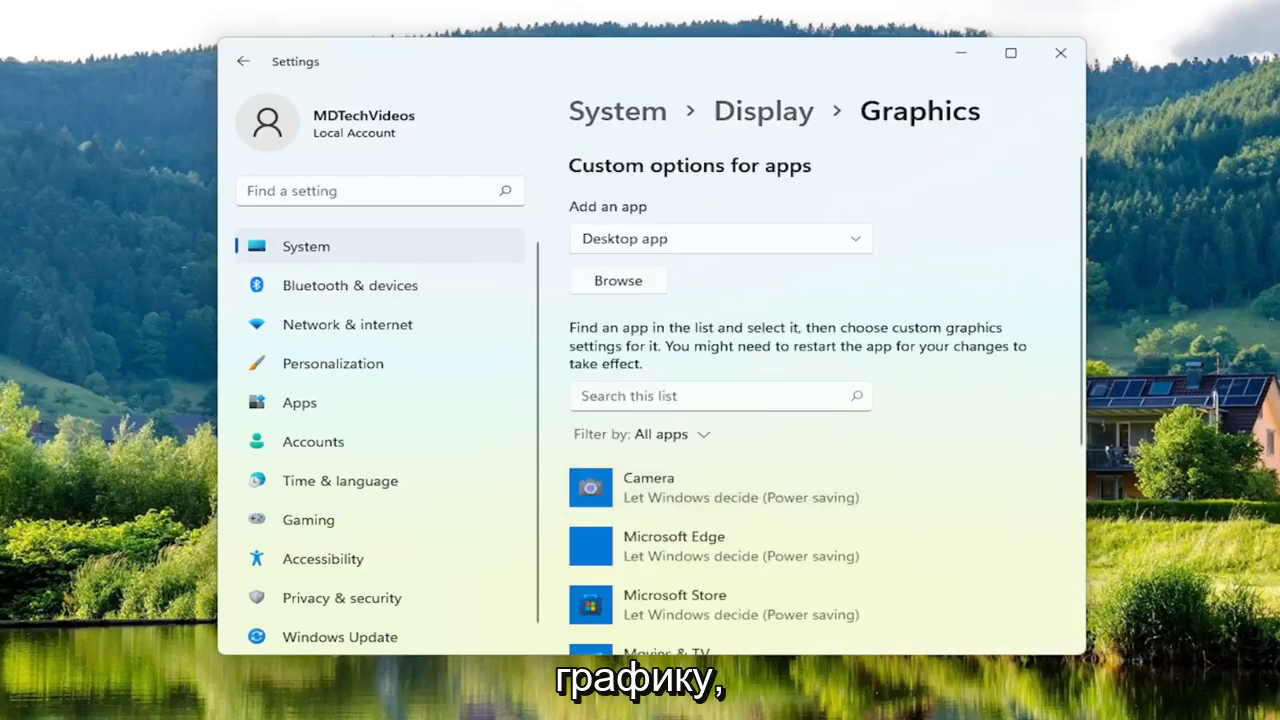 Settings
MDTechVideos
Local Account
Find a setting
System
Bluetooth & devices
Network & internet
Personalization
Apps
Accounts
Time & language
Gaming
Accessibility
Privacy & security
Windows Update
System > Display > Graphics
Custom options for apps
Add an app
Desktop app
Browse
Find an app in the list and select it, then choose custom graphics
settings for it. You might need to restart the app for your changes to
take effect.
Search this list
Filter by: All apps
Camera
Let Windows decide (Power saving)
Microsoft Edge
Let Windows decide (Power saving)
Microsoft Store
Let Windows decide (Power saving)
Movies & TV
графику,